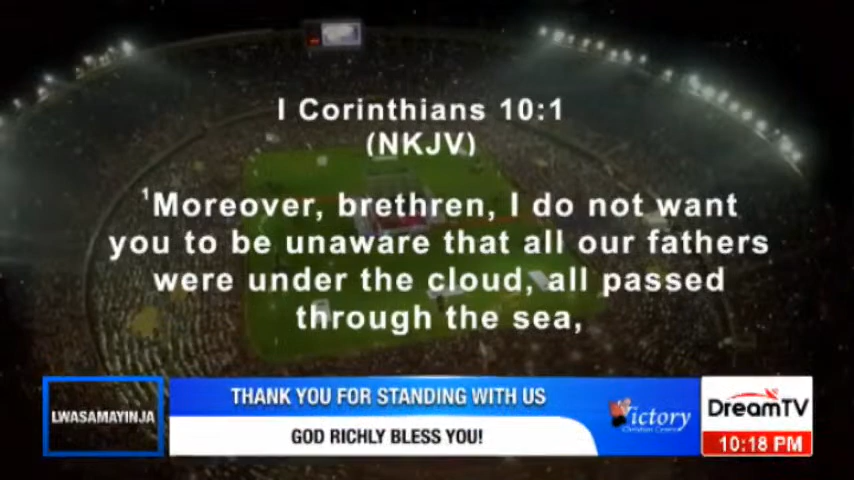 I Corinthians 10:1
(NKJV)
¹Moreover, brethren, I do not want
you to be unaware that all our fathers
were under the cloud, all passed
through the sea,
LWASAMAYINJA
THANK YOU FOR STANDING WITH US
GOD RICHLY BLESS YOU!
Victory
Christian Centre
DreamTV
10:18 PM